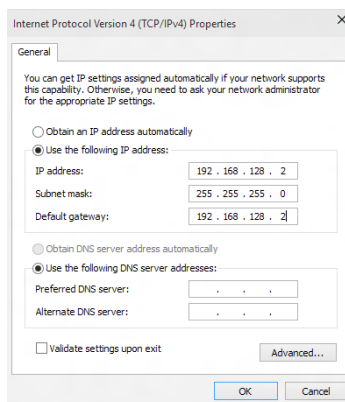 Internet Protocol Version 4 (TCP/IPv4) Properties
General
You can get IP settings assigned automatically if your network supports
this capability. Otherwise, you need to ask your network administrator
for the appropriate IP settings.
Obtain an IP address automatically
Use the following IP address:
IP address: 192 . 168 . 128 . 2
Subnet mask: 255 . 255 . 255 . 0
Default gateway: 192 . 168 . 128 . 2
Obtain DNS server address automatically
Use the following DNS server addresses:
Preferred DNS server: . . .
Alternate DNS server: . . .
Validate settings upon exit
Advanced...
OK Cancel